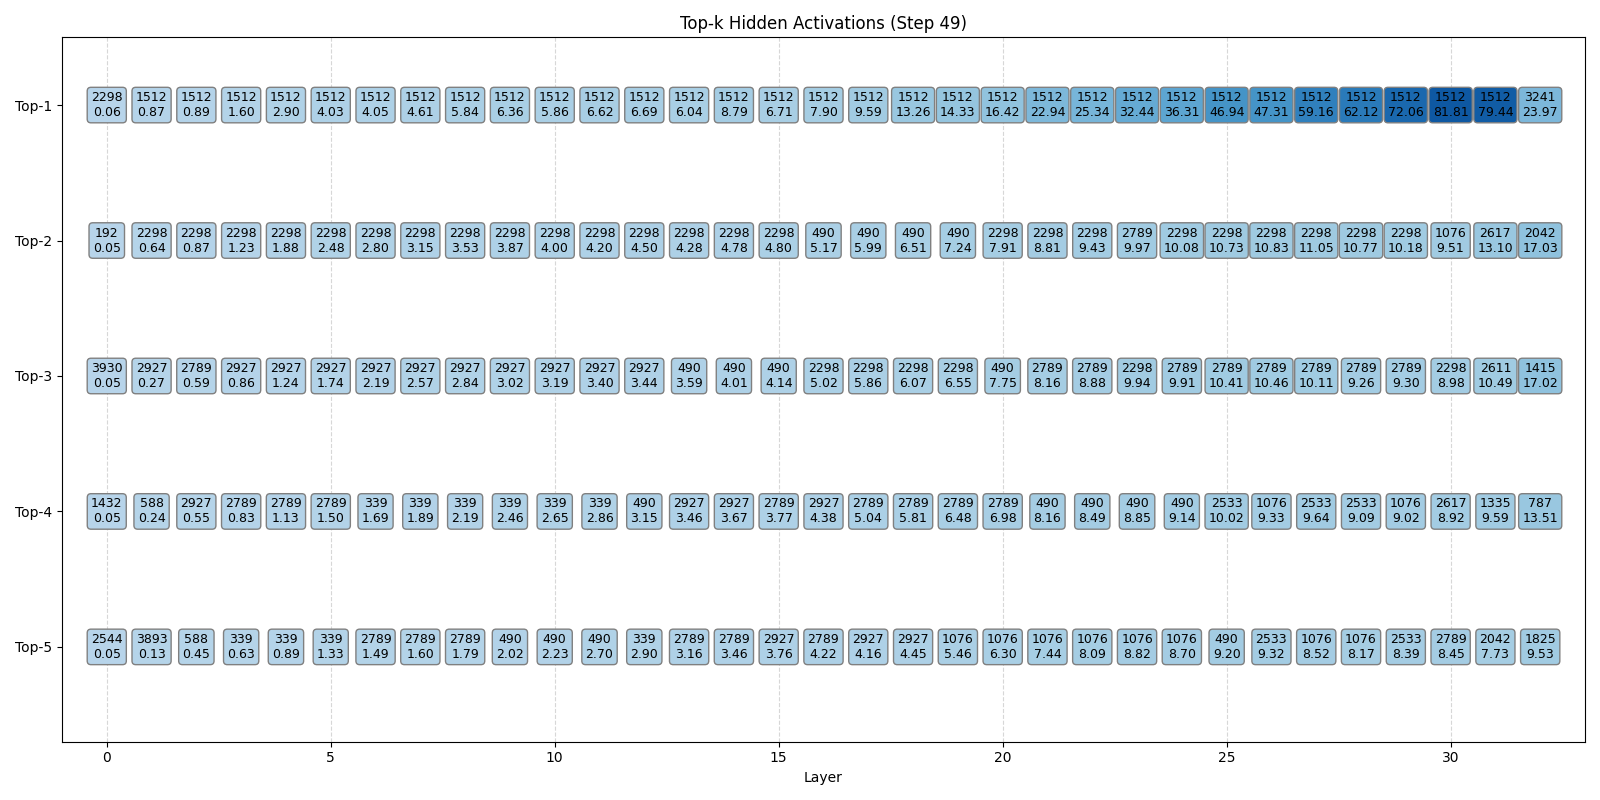 Top-k Hidden Activations (Step 49)
Top-1
2298 1512 1512 1512 1512 1512 1512 1512 1512 1512 1512 1512 1512 1512 1512 1512 1512 1512 1512 1512 1512 1512 1512 1512 1512 1512 1512 1512 1512 1512 1512 1512 3241
0.06 0.87 0.89 1.60 2.90 4.03 4.05 4.61 5.84 6.36 5.86 6.62 6.69 6.04 8.79 6.71 7.90 9.59 13.26 14.33 16.42 22.94 25.34 32.44 36.31 46.94 47.31 59.16 62.12 72.06 81.81 79.44 23.97
Top-2
192 2298 2298 2298 2298 2298 2298 2298 2298 2298 2298 2298 2298 2298 2298 2298 490 490 490 490 2298 2298 2298 2789 2298 2298 2298 2298 2298 2298 1076 2617 2042
0.05 0.64 0.87 1.23 1.88 2.48 2.80 3.15 3.53 3.87 4.00 4.20 4.50 4.28 4.78 4.80 5.17 5.99 6.51 7.24 7.91 8.81 9.43 9.97 10.08 10.73 10.83 11.05 10.77 10.18 9.51 13.10 17.03
Top-3
3930 2927 2789 2927 2927 2927 2927 2927 2927 2927 2927 2927 2927 490 490 490 2298 2298 2298 2298 490 2789 2789 2298 2789 2789 2789 2789 2789 2789 2298 2611 1415
0.05 0.27 0.59 0.86 1.24 1.74 2.19 2.57 2.84 3.02 3.19 3.40 3.44 3.59 4.01 4.14 5.02 5.86 6.07 6.55 7.75 8.16 8.88 9.94 9.91 10.41 10.46 10.11 9.26 9.30 8.98 10.49 17.02
Top-4
1432 588 2927 2789 2789 2789 339 339 339 339 339 339 490 2927 2927 2789 2927 2789 2789 2789 2789 490 490 490 490 2533 1076 2533 2533 1076 2617 1335 787
0.05 0.24 0.55 0.83 1.13 1.50 1.69 1.89 2.19 2.46 2.65 2.86 3.15 3.46 3.67 3.77 4.38 5.04 5.81 6.48 6.98 8.16 8.49 8.85 9.14 10.02 9.33 9.64 9.09 9.02 8.92 9.59 13.51
Top-5
2544 3893 588 339 339 339 2789 2789 2789 490 490 490 339 2789 2789 2927 2789 2927 2927 1076 1076 1076 1076 1076 1076 490 2533 1076 1076 2533 2789 2042 1825
0.05 0.13 0.45 0.63 0.89 1.33 1.49 1.60 1.79 2.02 2.23 2.70 2.90 3.16 3.46 3.76 4.22 4.16 4.45 5.46 6.30 7.44 8.09 8.82 8.70 9.20 9.32 8.52 8.17 8.39 8.45 7.73 9.53
0 5 10 15 20 25 30
Layer